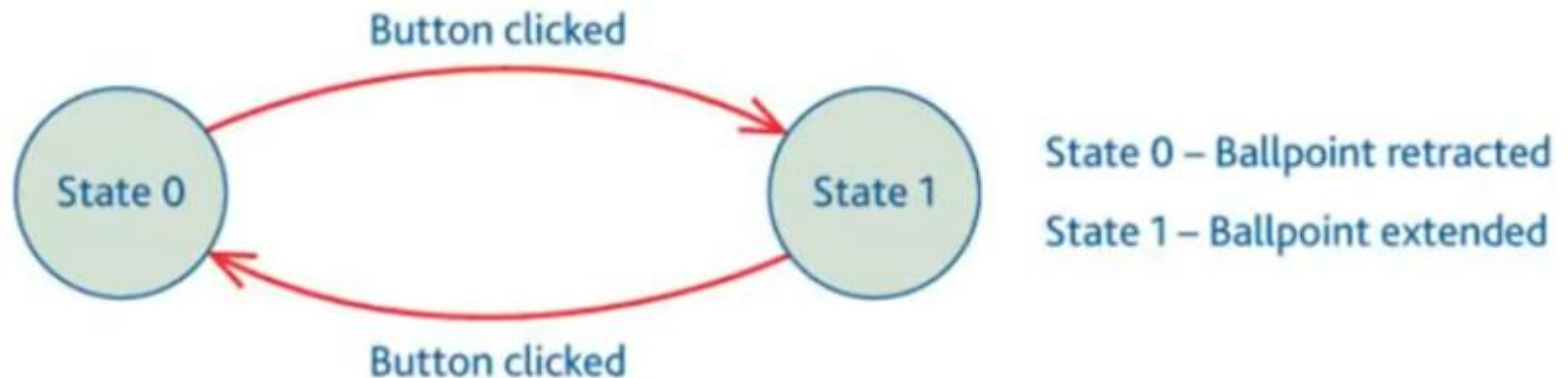 Button clicked
State 0
State 1
State 0 – Ballpoint retracted
State 1 – Ballpoint extended
Button clicked